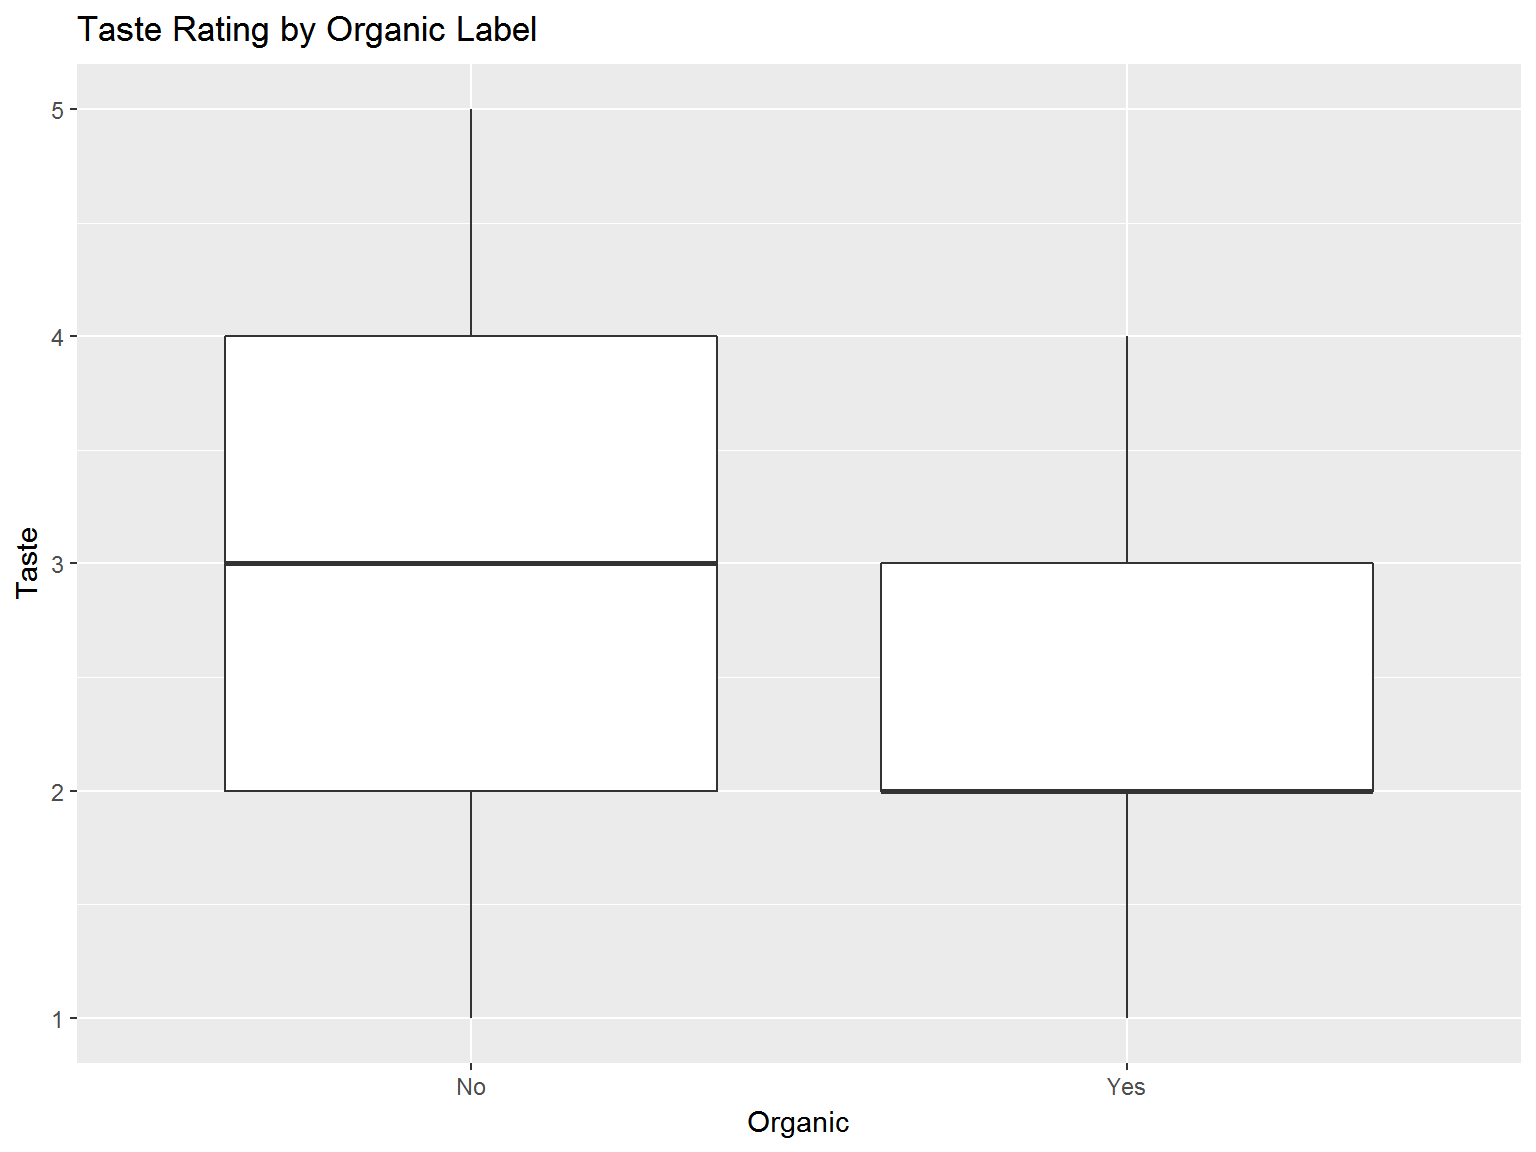 Taste Rating by Organic Label
Taste
5
4
3
2
1
No
Yes
Organic